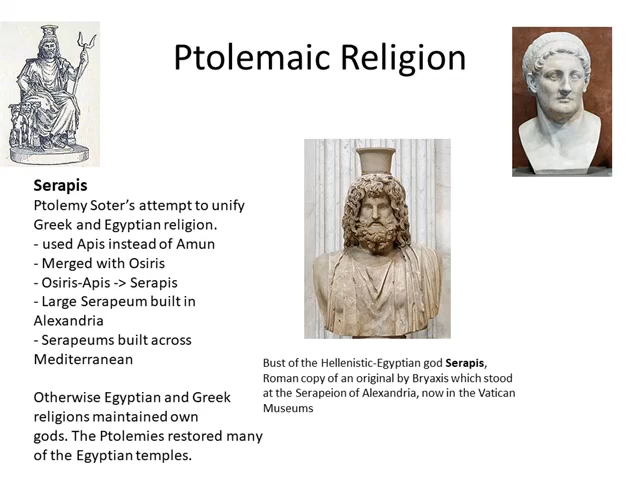 Ptolemaic Religion
Serapis
Ptolemy Soter's attempt to unify
Greek and Egyptian religion.
- used Apis instead of Amun
- Merged with Osiris
- Osiris-Apis -> Serapis
- Large Serapeum built in
Alexandria
- Serapeums built across
Mediterranean
Otherwise Egyptian and Greek
religions maintained own
gods. The Ptolemies restored many
of the Egyptian temples.
Bust of the Hellenistic-Egyptian god Serapis,
Roman copy of an original by Bryaxis which stood
at the Serapeion of Alexandria, now in the Vatican
Museums